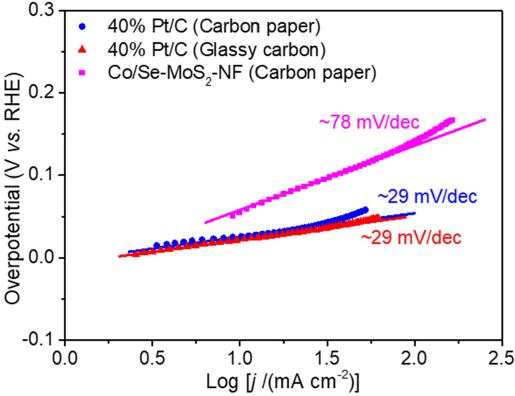 40% Pt/C (Carbon paper)
40% Pt/C (Glassy carbon)
Co/Se-MoS2-NF (Carbon paper)
~78 mV/dec
~29 mV/dec
~29 mV/dec
Overpotential (V vs. RHE)
0.3
0.2
0.1
0.0
-0.1
0.0
0.5
1.0
1.5
2.0
2.5
Log [j /(mA cm-2)]